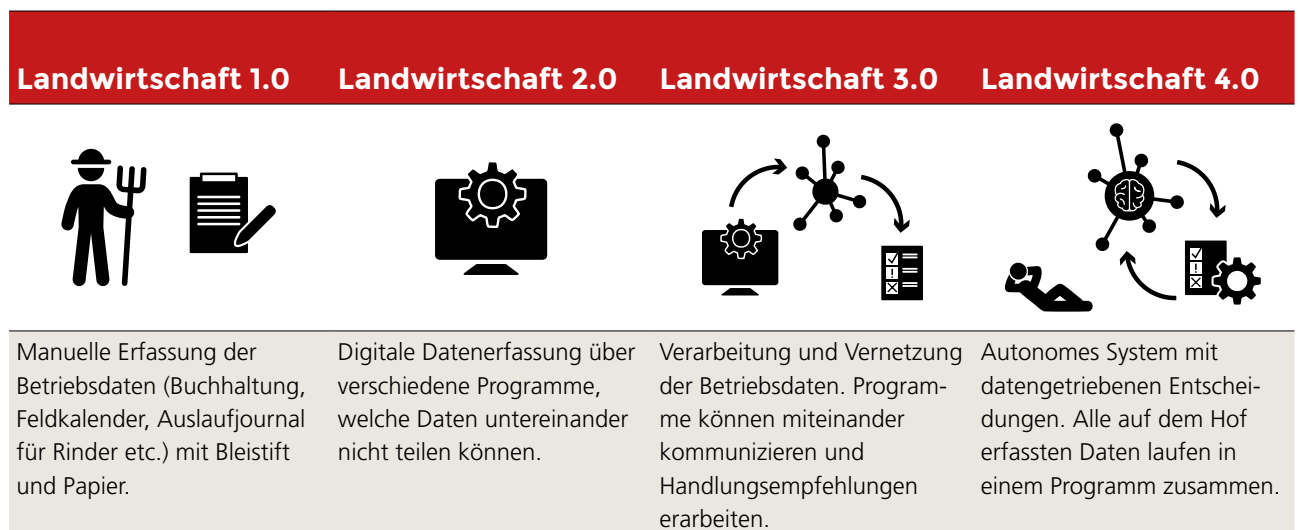 Landwirtschaft 1.0
Landwirtschaft 2.0
Landwirtschaft 3.0
Landwirtschaft 4.0
Manuelle Erfassung der
Betriebsdaten (Buchhaltung,
Feldkalender, Auslaufjournal
für Rinder etc.) mit Bleistift
und Papier.
Digitale Datenerfassung über
verschiedene Programme,
welche Daten untereinander
nicht teilen können.
Verarbeitung und Vernetzung
der Betriebsdaten. Program-
me können miteinander
kommunizieren und
Handlungsempfehlungen
erarbeiten.
Autonomes System mit
datengetriebenen Entschei-
dungen. Alle auf dem Hof
erfassten Daten laufen in
einem Programm zusammen.